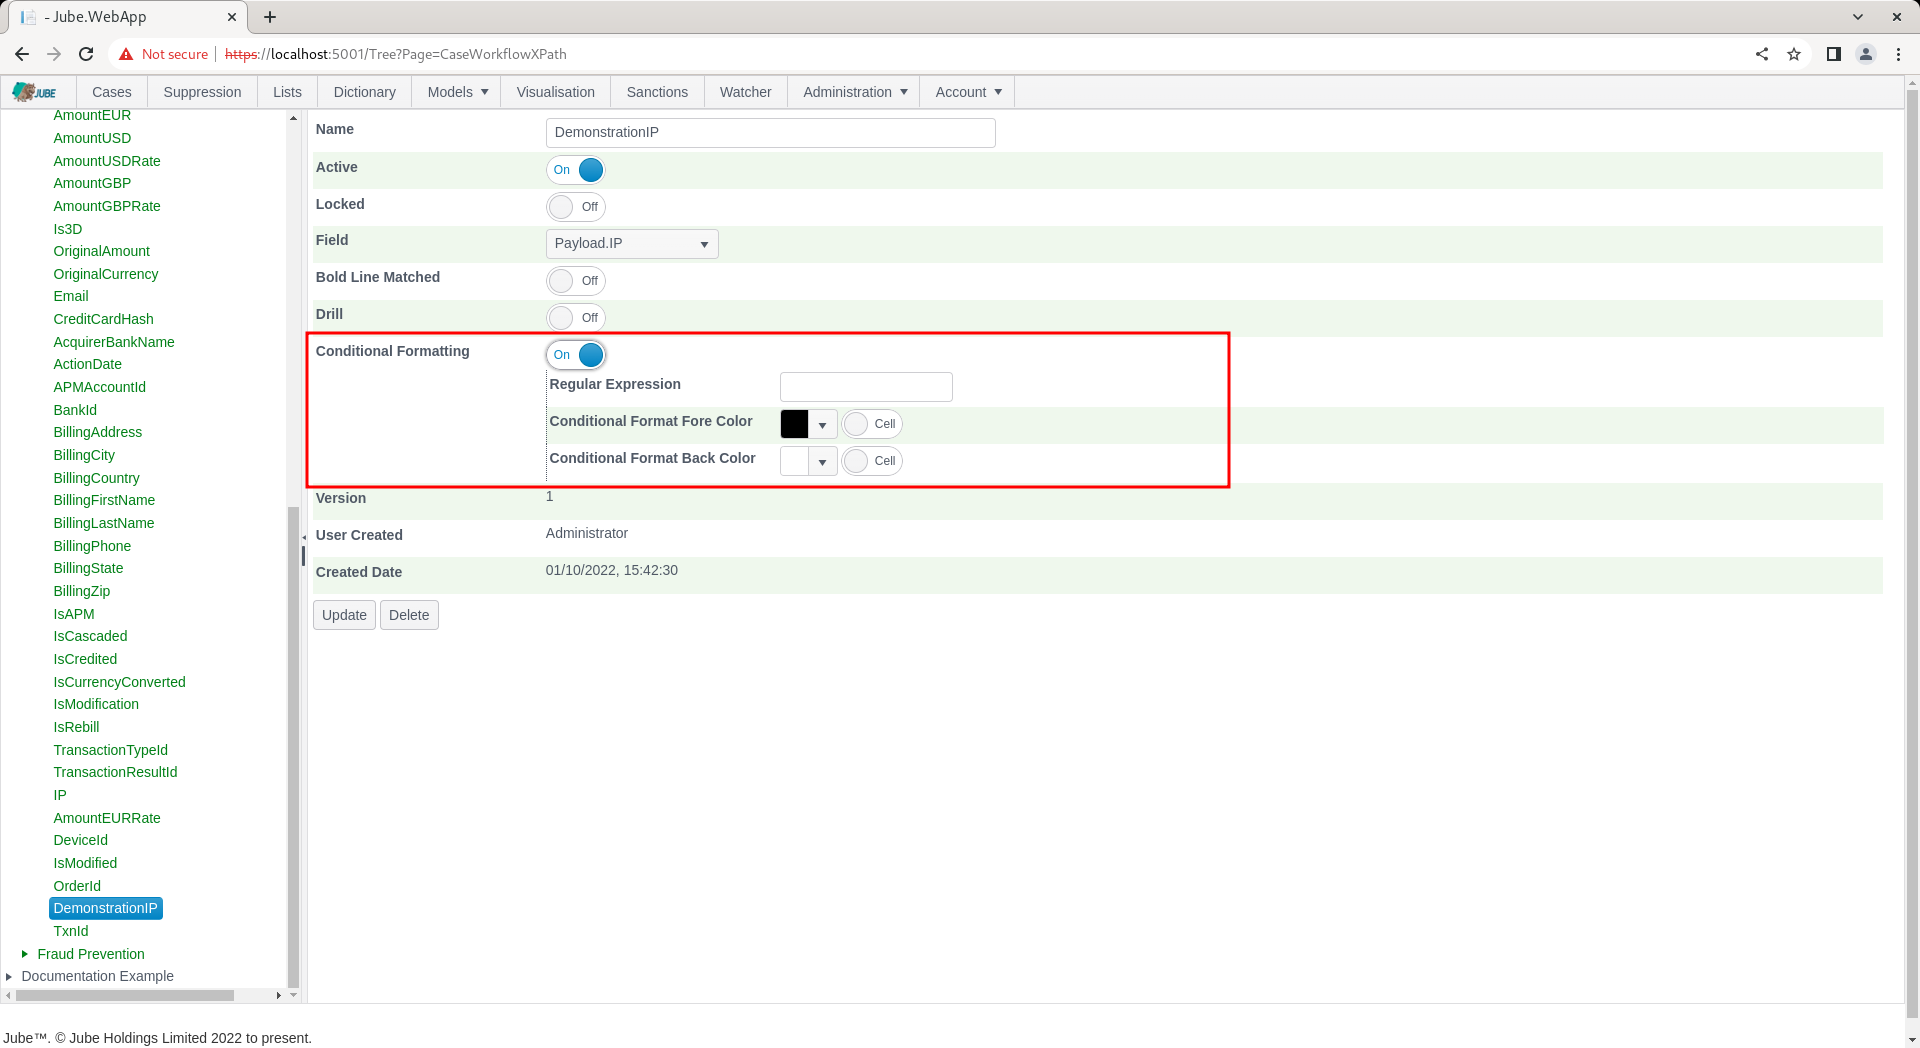 - Jube.WebApp
Not secure https://localhost:5001/Tree?Page=CaseWorkflowXPath
JUBE Cases Suppression Lists Dictionary Models Visualisation Sanctions Watcher Administration Account
AmountEUR
AmountUSD
AmountUSDRate
AmountGBP
AmountGBPRate
Is3D
OriginalAmount
OriginalCurrency
Email
CreditCardHash
AcquirerBankName
ActionDate
APMAccountId
BankId
BillingAddress
BillingCity
BillingCountry
BillingFirstName
BillingLastName
BillingPhone
BillingState
BillingZip
IsAPM
IsCascaded
IsCredited
IsCurrencyConverted
IsModification
IsRebill
TransactionTypeId
TransactionResultId
IP
AmountEURRate
DeviceId
IsModified
OrderId
DemonstrationIP
TxnId
Fraud Prevention
Documentation Example
Name DemonstrationIP
Active On
Locked Off
Field Payload.IP
Bold Line Matched Off
Drill Off
Conditional Formatting On
Regular Expression
Conditional Format Fore Color Cell
Conditional Format Back Color Cell
Version 1
User Created Administrator
Created Date 01/10/2022, 15:42:30
Update Delete
Jube™. © Jube Holdings Limited 2022 to present.